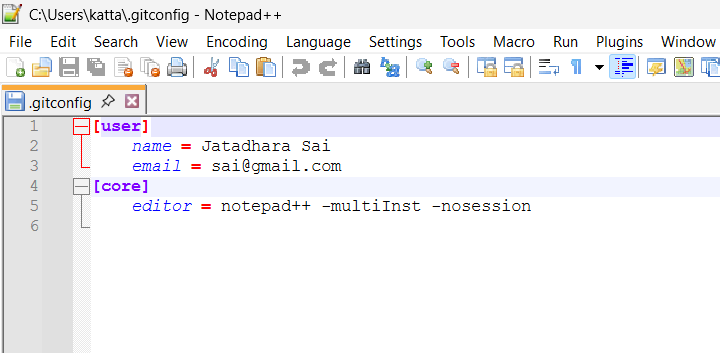 C:\Users\katta\.gitconfig - Notepad++
File Edit Search View Encoding Language Settings Tools Macro Run Plugins Window
.gitconfig
1 [user]
2 name = Jatadhara Sai
3 email = sai@gmail.com
4 [core]
5 editor = notepad++ -multiInst -nosession
6